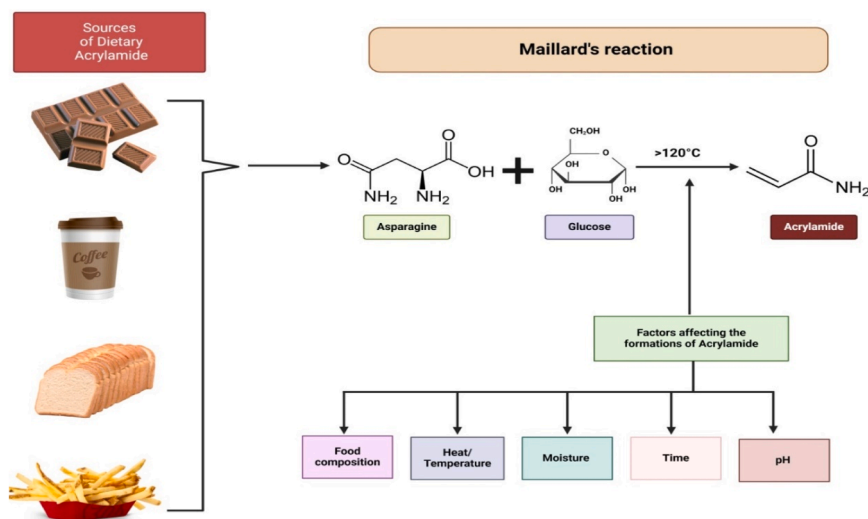 Sources
of Dietary
Acrylamide
Maillard's reaction
Coffee
O
NH₂
O
OH
NH₂
Asparagine
CH₂OH
O
HO
OH
OH
OH
Glucose
>120°C
O
NH₂
Acrylamide
Factors affecting the
formations of Acrylamide
Food
composition
Heat/
Temperature
Moisture
Time
pH